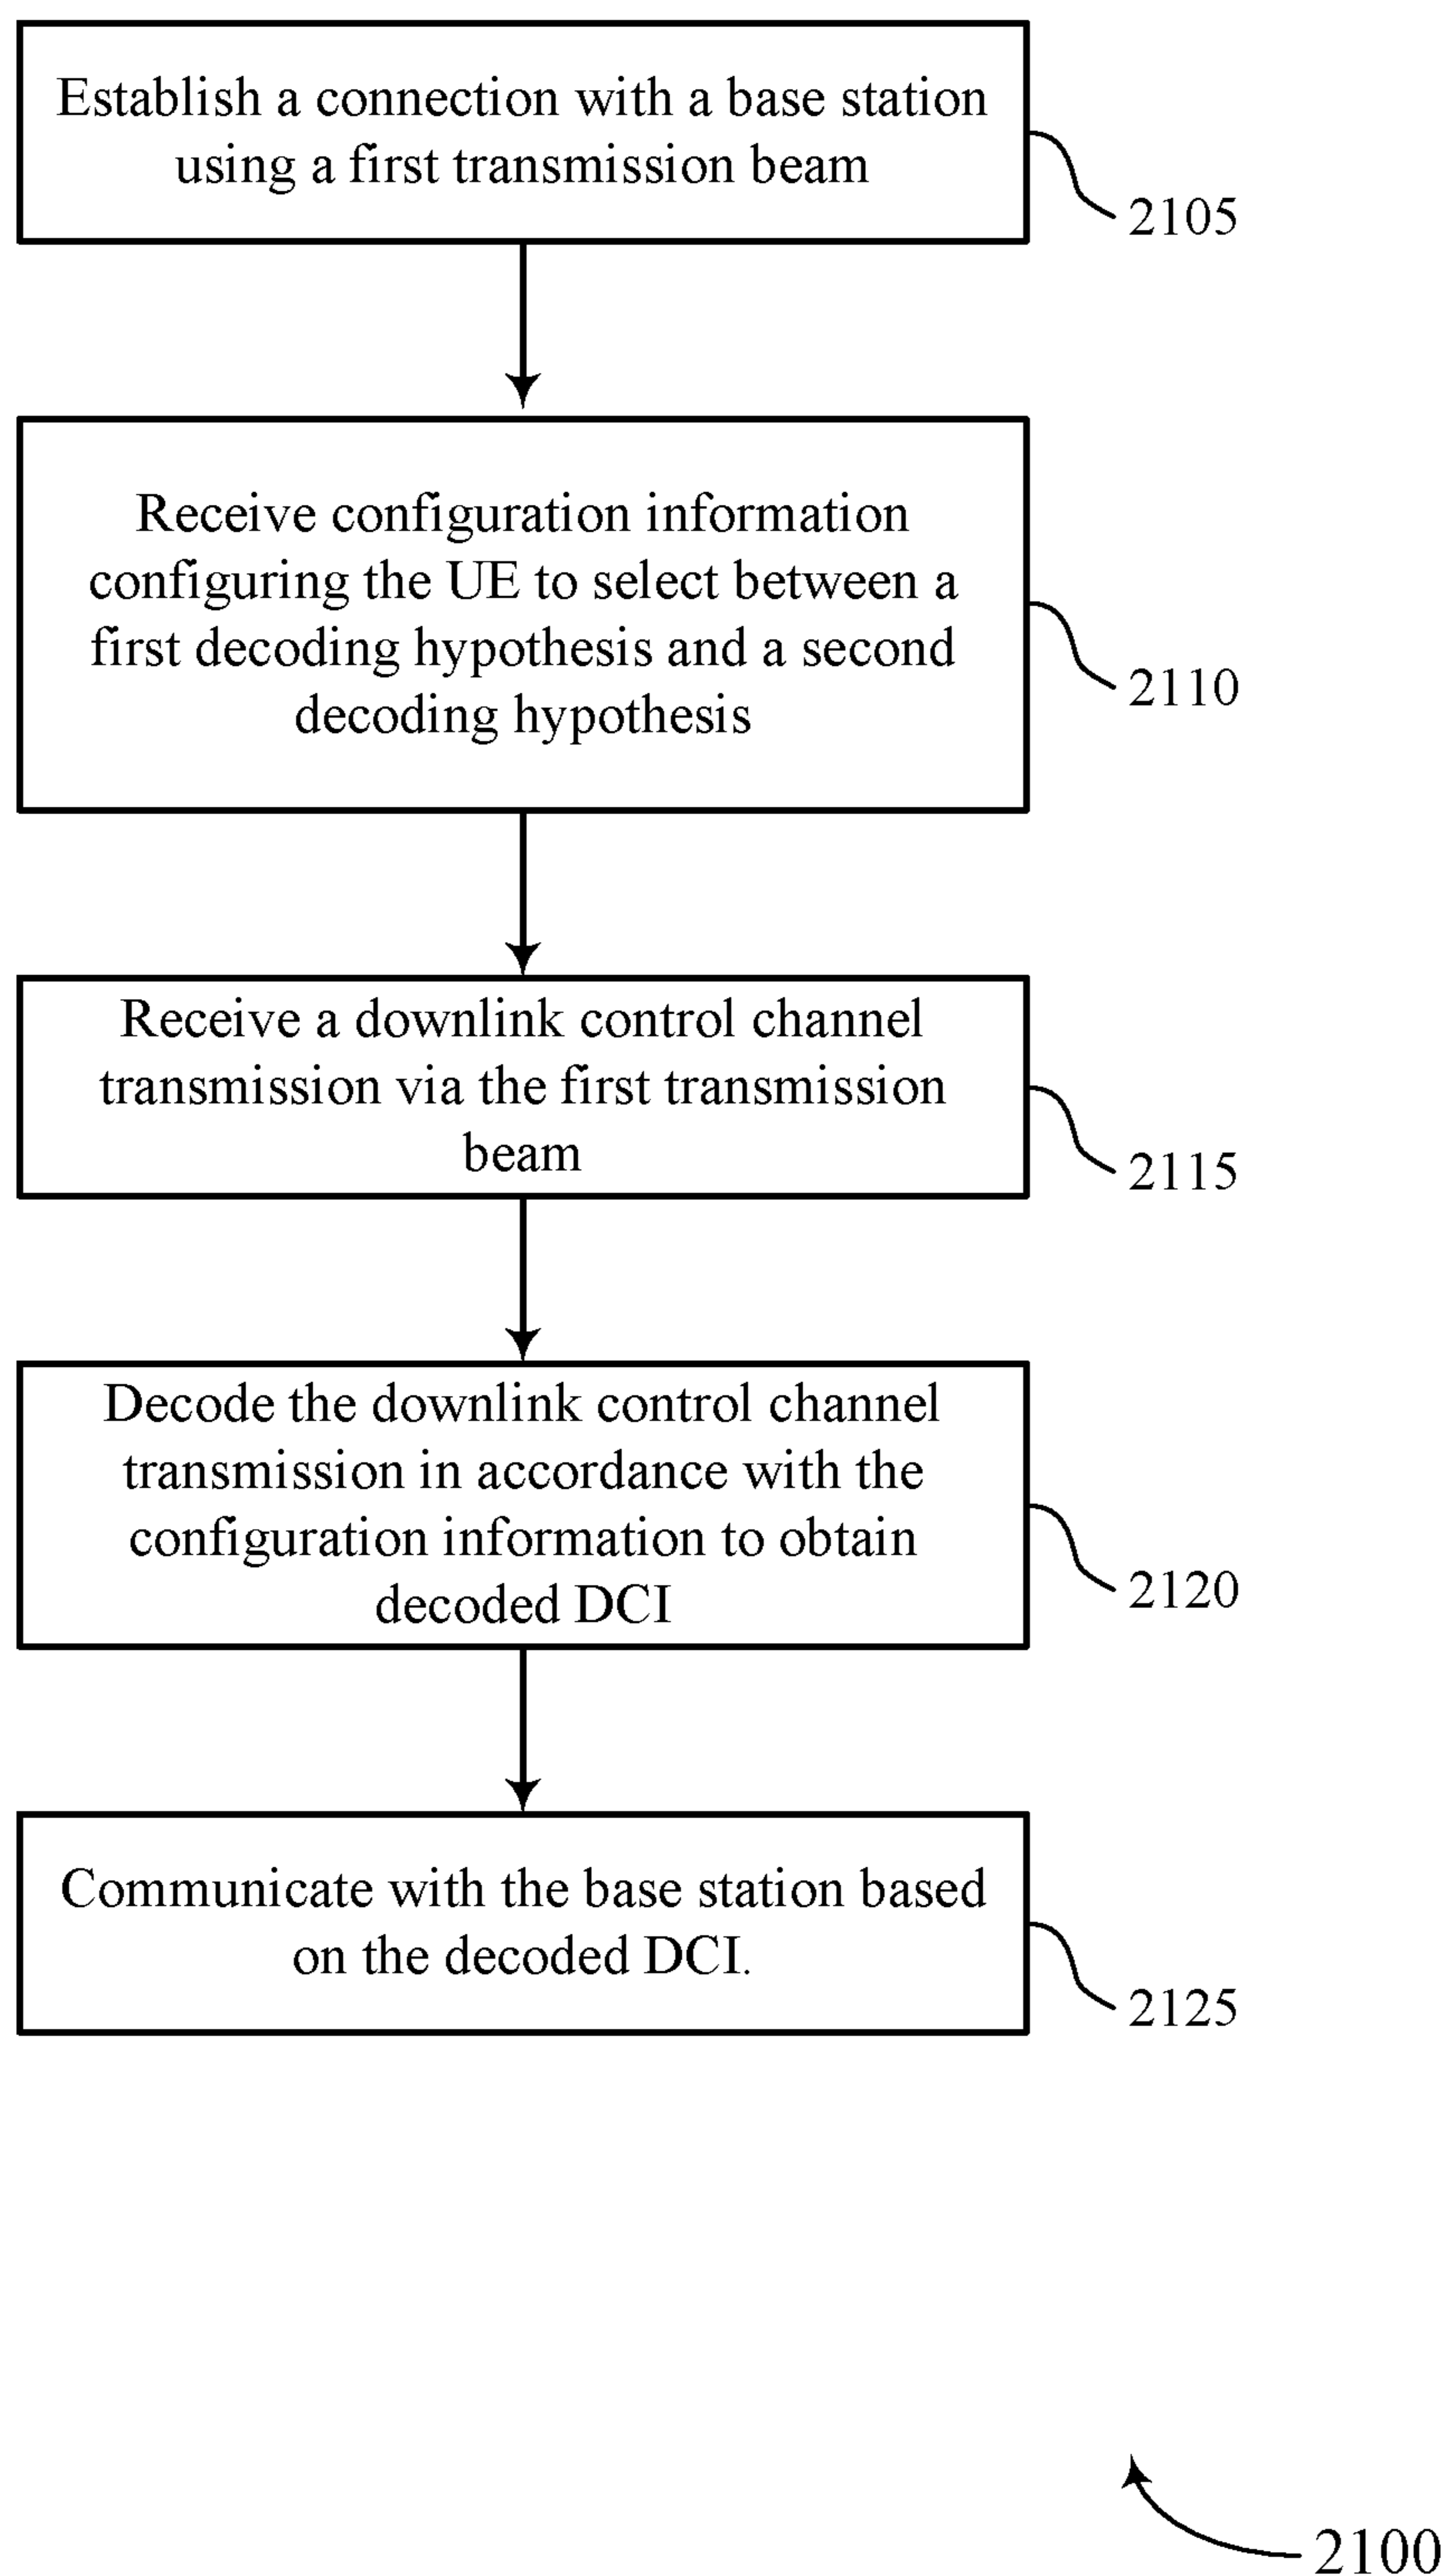 Establish a connection with a base station
using a first transmission beam
2105
Receive configuration information
configuring the UE to select between a
first decoding hypothesis and a second
decoding hypothesis
2110
Receive a downlink control channel
transmission via the first transmission
beam
2115
Decode the downlink control channel
transmission in accordance with the
configuration information to obtain
decoded DCI
2120
Communicate with the base station based
on the decoded DCI.
2125
2100